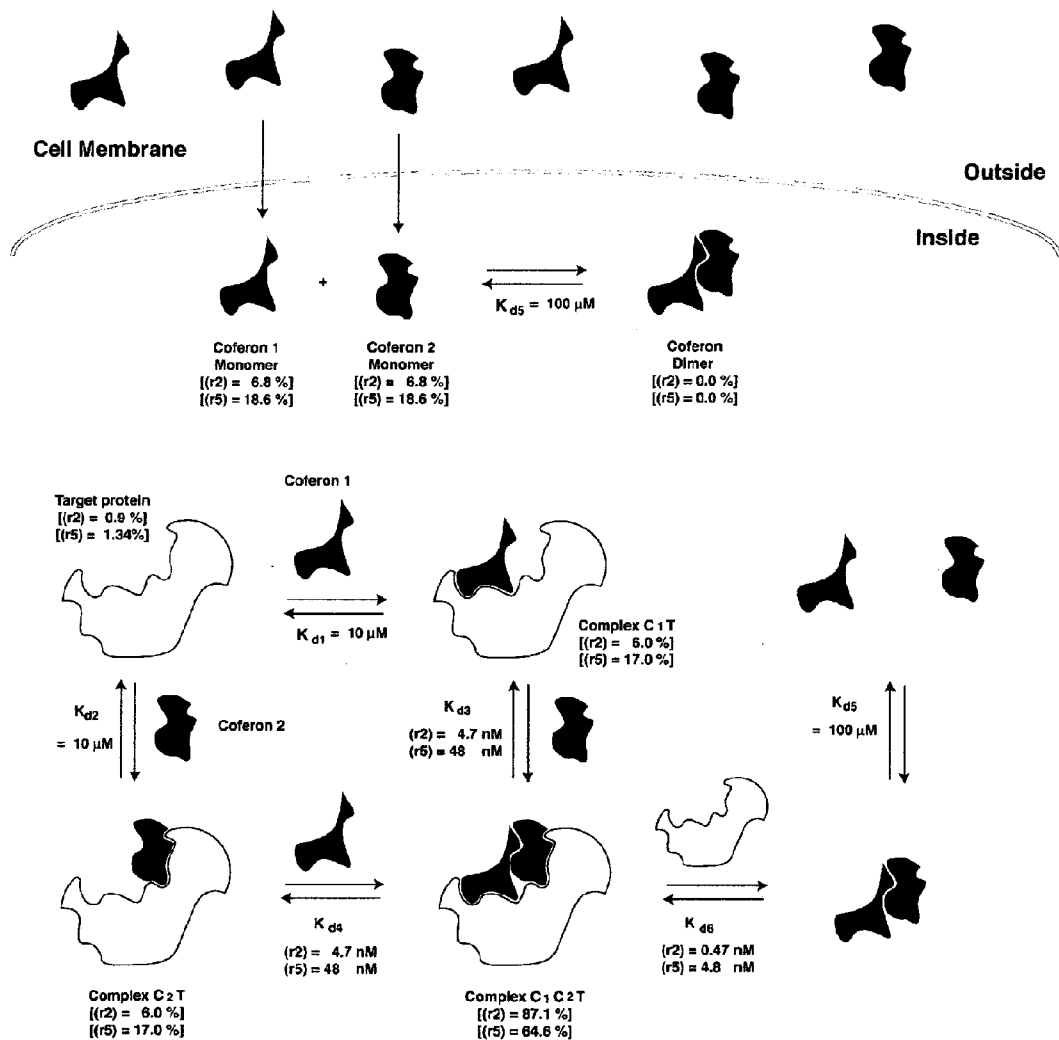 Cell Membrane
Outside
Inside
+
K d5 = 100 µM
Coferon 1
Monomer
[(r2) = 6.8 %]
[(r5) = 18.6 %]
Coferon 2
Monomer
[(r2) = 6.8 %]
[(r5) = 18.6 %]
Coferon
Dimer
[(r2) = 0.0 %]
[(r5) = 0.0 %]
Target protein
[(r2) = 0.9 %]
[(r5) = 1.34%]
Coferon 1
K d1 = 10 µM
Complex C 1 T
[(r2) = 6.0 %]
[(r5) = 17.0 %]
K d2
= 10 µM
Coferon 2
K d3
(r2) = 4.7 nM
(r5) = 48 nM
K d5
= 100 µM
K d4
(r2) = 4.7 nM
(r5) = 48 nM
K d6
(r2) = 0.47 nM
(r5) = 4.8 nM
Complex C 2 T
[(r2) = 6.0 %]
[(r5) = 17.0 %]
Complex C 1 C 2 T
[(r2) = 87.1 %]
[(r5) = 64.6 %]